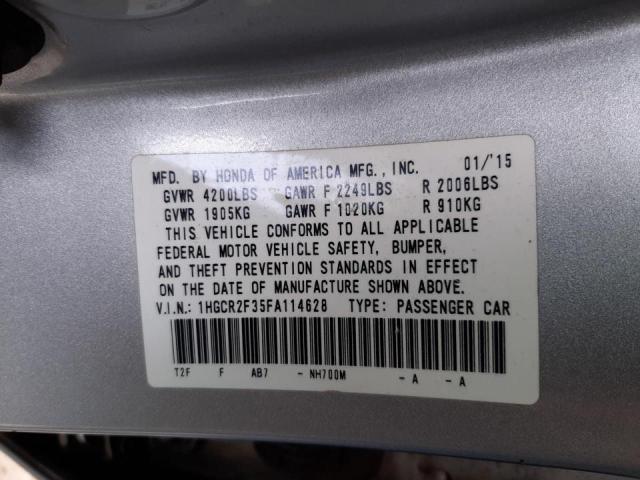 MFD. BY HONDA OF AMERICA MFG., INC. 01/'15
GVWR 4200LBS GAWR F 2249LBS R 2006LBS
GVWR 1905KG GAWR F 1020KG R 910KG
THIS VEHICLE CONFORMS TO ALL APPLICABLE
FEDERAL MOTOR VEHICLE SAFETY, BUMPER,
AND THEFT PREVENTION STANDARDS IN EFFECT
ON THE DATE OF MANUFACTURE SHOWN ABOVE.
V.I.N.: 1HGCR2F35FA114628 TYPE: PASSENGER CAR
T2F F AB7 - NH700M - A - A